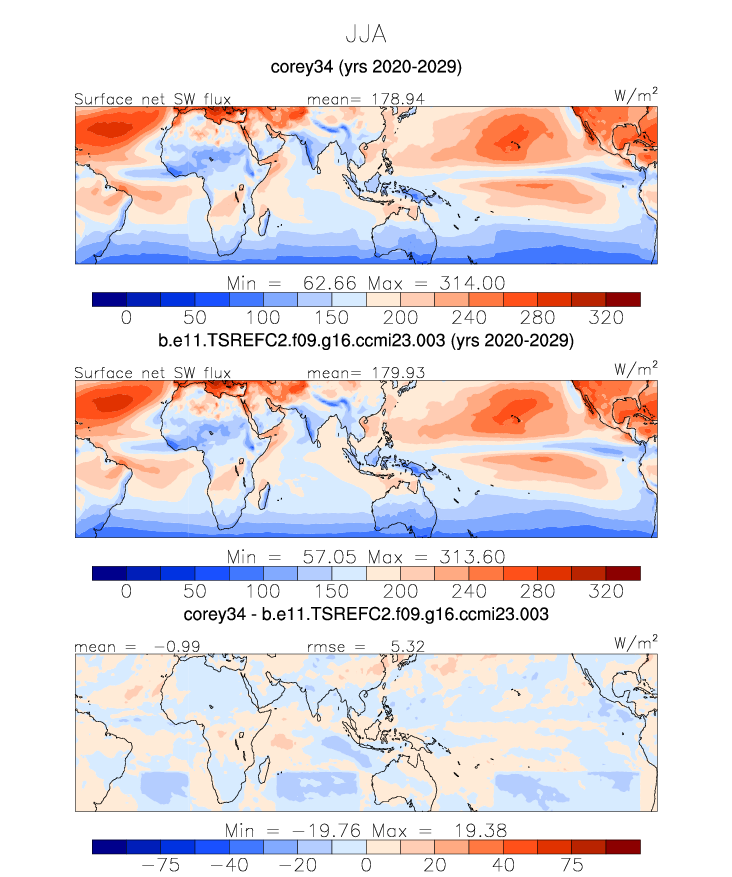 JJA
corey34 (yrs 2020-2029)
Surface net SW flux mean= 178.94 W/m²
Min = 62.66 Max = 314.00
0 50 100 150 200 240 280 320
b.e11.TSREFC2.f09.g16.ccmi23.003 (yrs 2020-2029)
Surface net SW flux mean= 179.93 W/m²
Min = 57.05 Max = 313.60
0 50 100 150 200 240 280 320
corey34 - b.e11.TSREFC2.f09.g16.ccmi23.003
mean = −0.99 rmse = 5.32 W/m²
Min = −19.76 Max = 19.38
−75 −40 −20 0 20 40 75